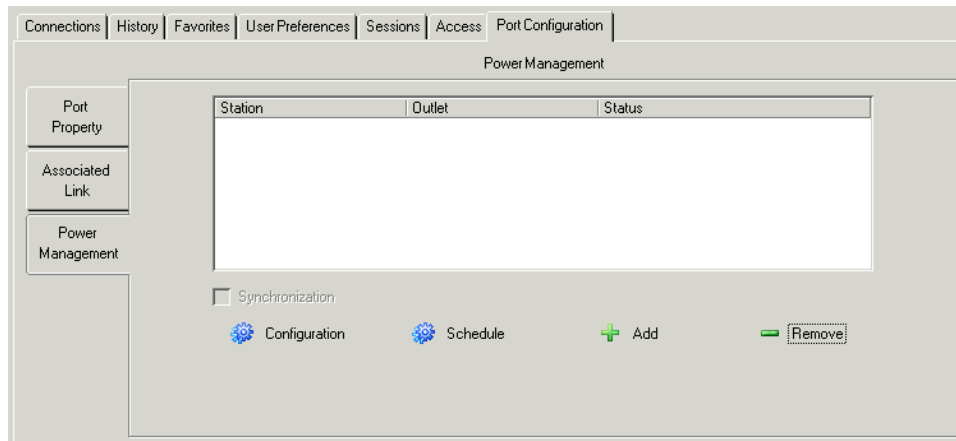 Connections History Favorites User Preferences Sessions Access Port Configuration
Power Management
Port
Property
Associated
Link
Power
Management
Station Outlet Status
Synchronization
Configuration Schedule Add Remove